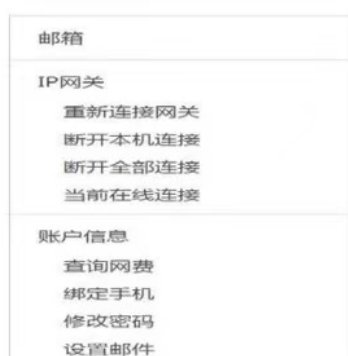 邮箱
IP网关
重新连接网关
断开本机连接
断开全部连接
当前在线连接
账户信息
查询网费
绑定手机
修改密码
设置邮件